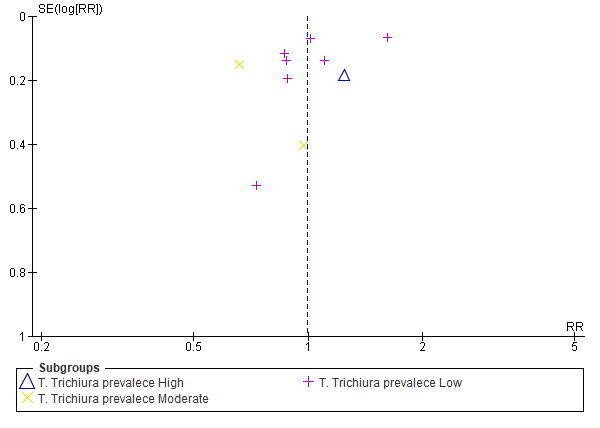 SE(log[RR])
0
0.2
0.4
0.6
0.8
1
RR
0.2 0.5 1 2 5
Subgroups
T. Trichiura prevalece High T. Trichiura prevalece Low
T. Trichiura prevalece Moderate